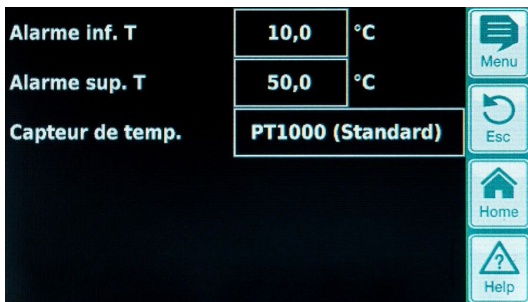 Alarme inf. T 10,0 °C
Menu
Alarme sup. T 50,0 °C
Esc
Capteur de temp. PT1000 (Standard)
Home
?
Help